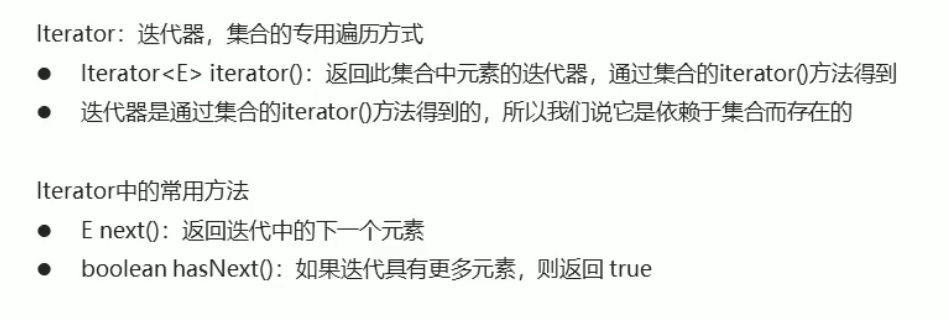 Iterator：迭代器，集合的专用遍历方式
● Iterator<E> iterator()：返回此集合中元素的迭代器，通过集合的iterator()方法得到
● 迭代器是通过集合的iterator()方法得到的，所以我们说它是依赖于集合而存在的
Iterator中的常用方法
● E next()：返回迭代中的下一个元素
● boolean hasNext()：如果迭代具有更多元素，则返回 true